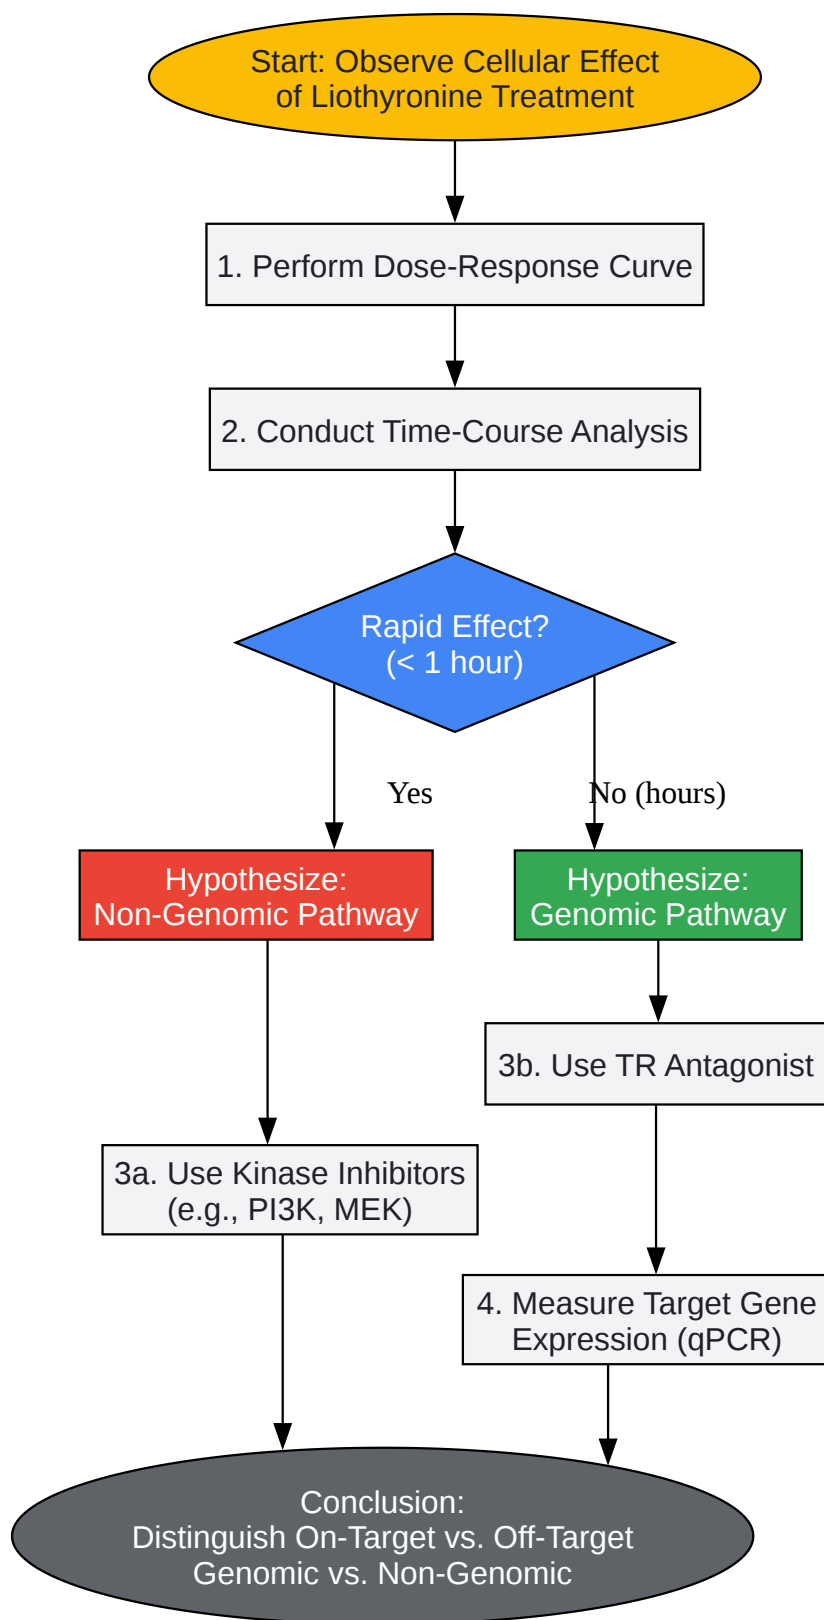 Start: Observe Cellular Effect
of Liothyronine Treatment
1. Perform Dose-Response Curve
2. Conduct Time-Course Analysis
Rapid Effect?
(< 1 hour)
Yes
No (hours)
Hypothesize:
Non-Genomic Pathway
Hypothesize:
Genomic Pathway
3b. Use TR Antagonist
3a. Use Kinase Inhibitors
(e.g., PI3K, MEK)
4. Measure Target Gene
Expression (qPCR)
Conclusion:
Distinguish On-Target vs. Off-Target
Genomic vs. Non-Genomic